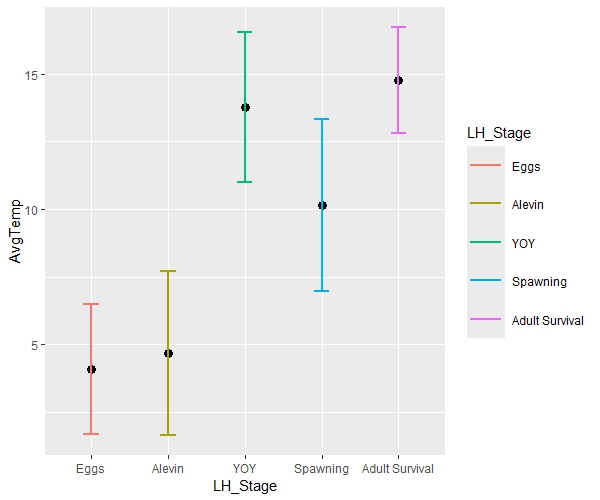 AvgTemp
15
10
5
Eggs Alevin YOY Spawning Adult Survival
LH_Stage
LH_Stage
Eggs
Alevin
YOY
Spawning
Adult Survival